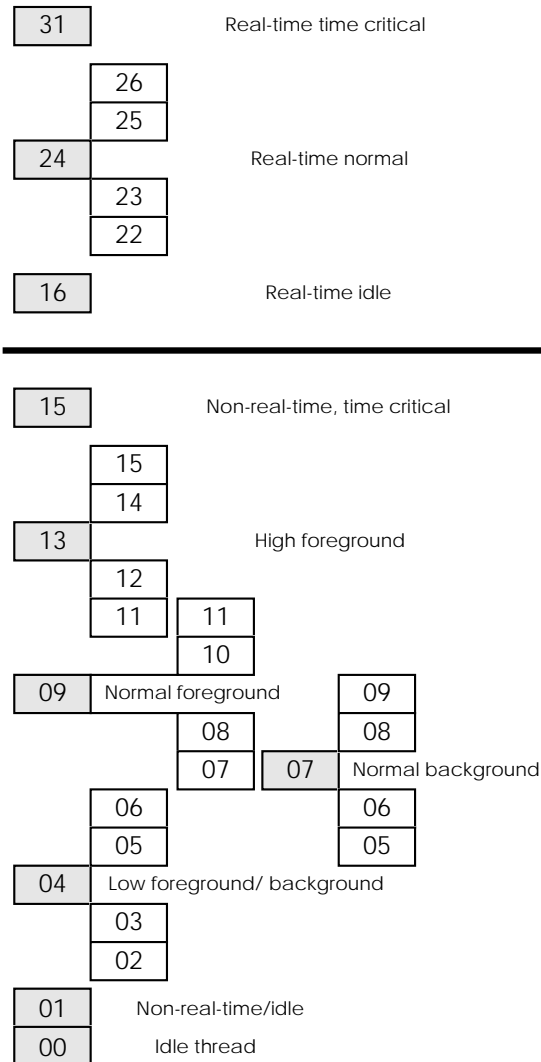 31 Real-time time critical
26
25
24 Real-time normal
23
22
16 Real-time idle
15 Non-real-time, time critical
15
14
13 High foreground
12
11 11
10
09 Normal foreground 09
08 08
07 07 Normal background
06 06
05 05
04 Low foreground/ background
03
02
01 Non-real-time/idle
00 Idle thread